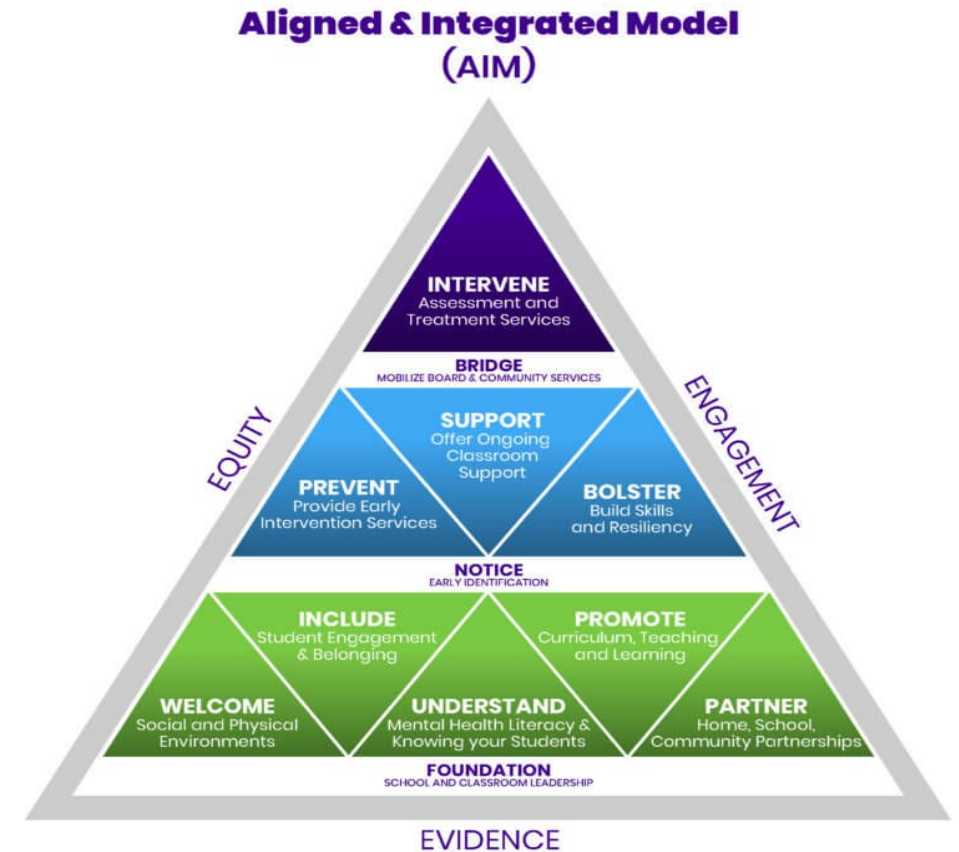 Aligned & Integrated Model
(AIM)
INTERVENE
Assessment and
Treatment Services
BRIDGE
MOBILIZE BOARD & COMMUNITY SERVICES
EQUITY
ENGAGEMENT
SUPPORT
Offer Ongoing
Classroom
Support
PREVENT
Provide Early
Intervention Services
BOLSTER
Build Skills
and Resiliency
NOTICE
EARLY IDENTIFICATION
INCLUDE
Student Engagement
& Belonging
PROMOTE
Curriculum, Teaching
and Learning
WELCOME
Social and Physical
Environments
UNDERSTAND
Mental Health Literacy &
Knowing your Students
PARTNER
Home, School,
Community Partnerships
FOUNDATION
SCHOOL AND CLASSROOM LEADERSHIP
EVIDENCE